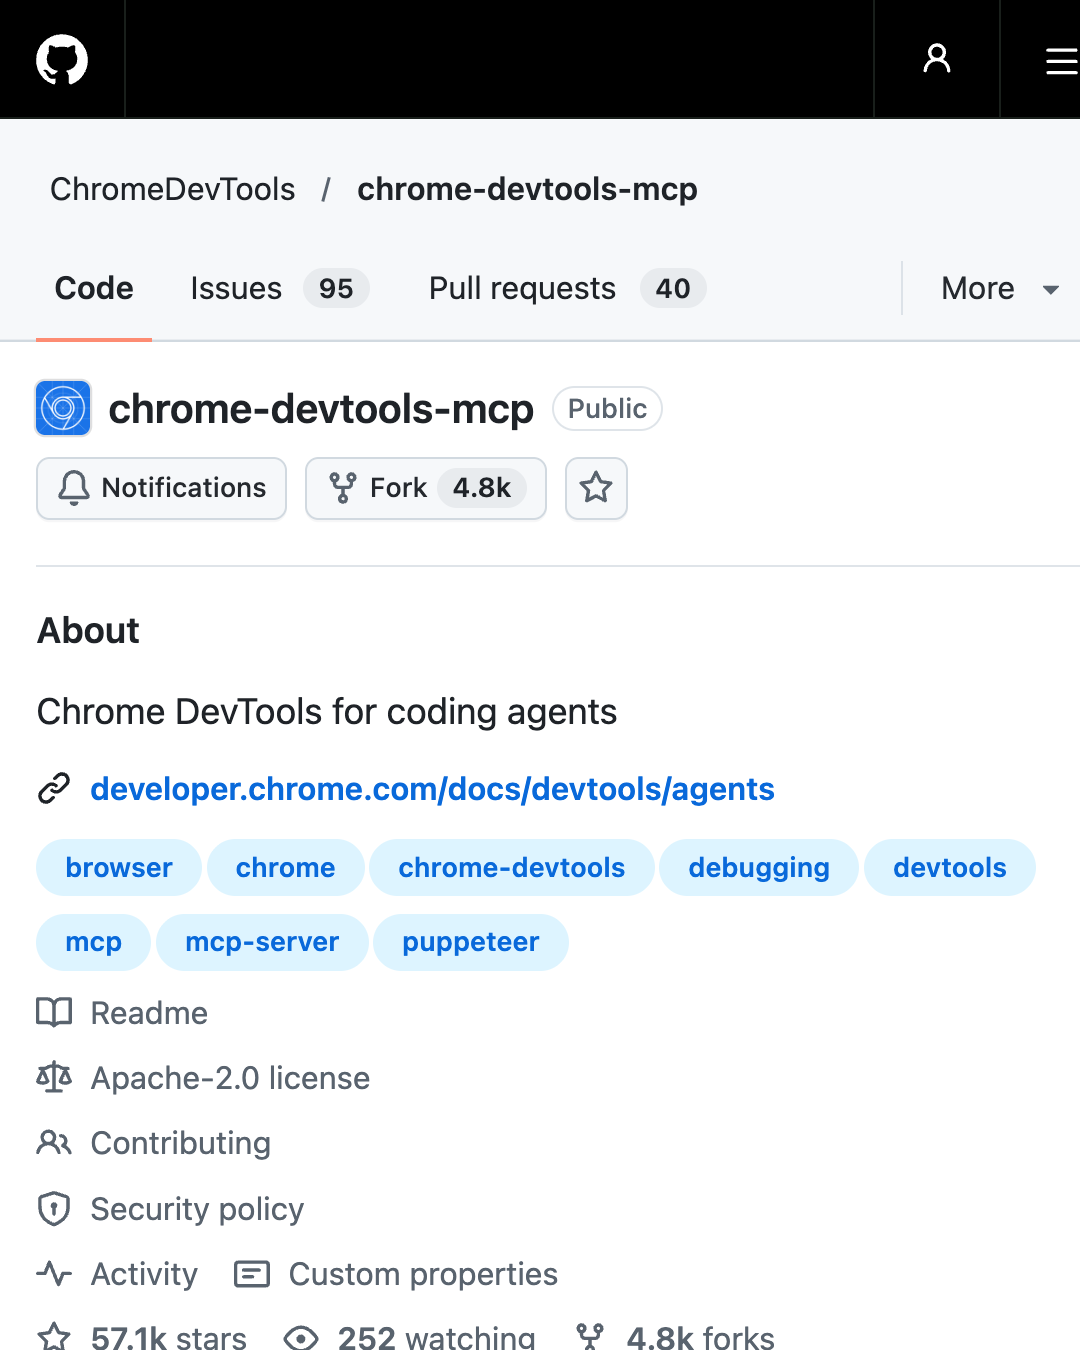 ChromeDevTools / chrome-devtools-mcp
Code Issues 95 Pull requests 40 More
chrome-devtools-mcp Public
Notifications Fork 4.8k
About
Chrome DevTools for coding agents
developer.chrome.com/docs/devtools/agents
browser chrome chrome-devtools debugging devtools
mcp mcp-server puppeteer
Readme
Apache-2.0 license
Contributing
Security policy
Activity Custom properties
57.1k stars 252 watching 4.8k forks